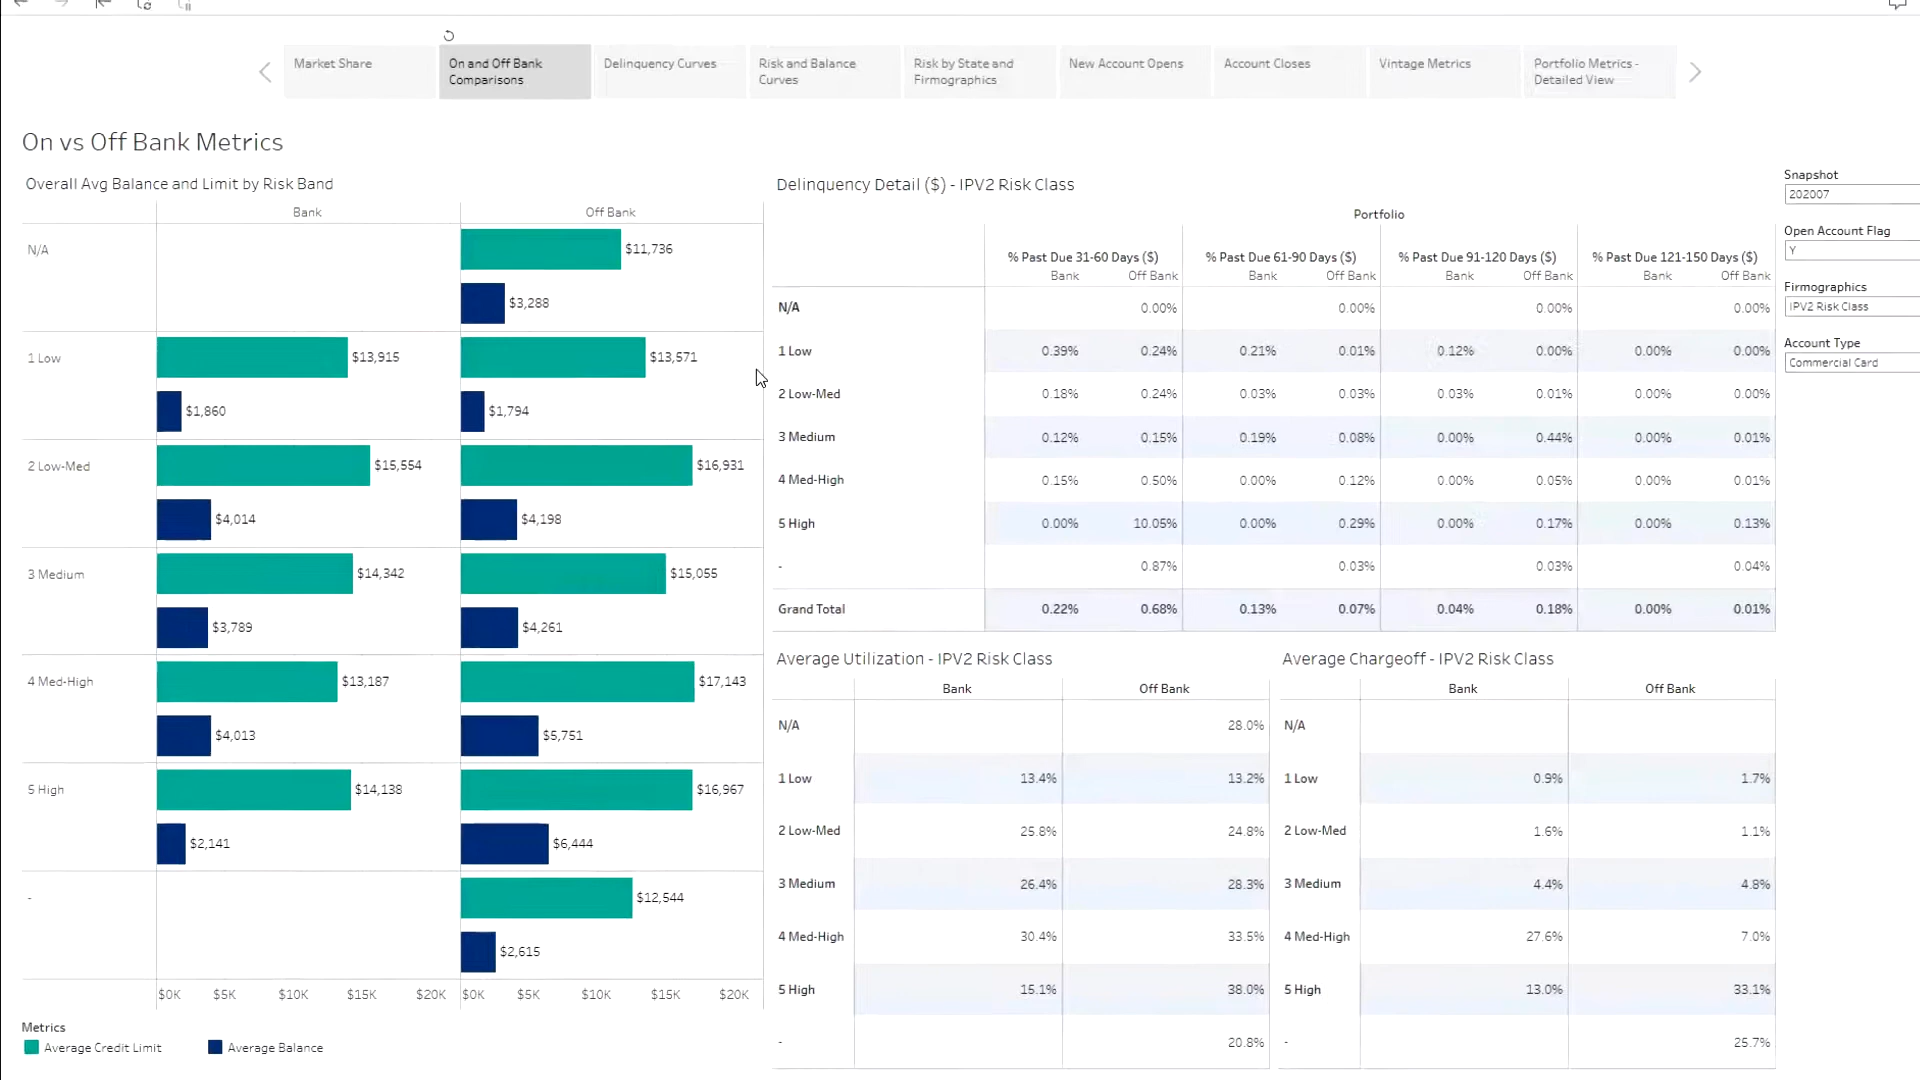 Market Share
On and Off Bank
Comparisons
Delinquency Curves
Risk and Balance
Curves
Risk by State and
Firmographics
New Account Opens
Account Closes
Vintage Metrics
Portfolio Metrics -
Detailed View
On vs Off Bank Metrics
Overall Avg Balance and Limit by Risk Band
Bank Off Bank
N/A
$11,736
$3,288
1 Low
$13,915 $13,571
$1,860 $1,794
2 Low-Med
$15,554 $16,931
$4,014 $4,198
3 Medium
$14,342 $15,055
$3,789 $4,261
4 Med-High
$13,187 $17,143
$4,013 $5,751
5 High
$14,138 $16,967
$2,141 $6,444
-
$12,544
$2,615
$0K $5K $10K $15K $20K $0K $5K $10K $15K $20K
Metrics
Average Credit Limit Average Balance
Delinquency Detail ($) - IPV2 Risk Class
Portfolio
% Past Due 31-60 Days ($) % Past Due 61-90 Days ($) % Past Due 91-120 Days ($) % Past Due 121-150 Days ($)
Bank Off Bank Bank Off Bank Bank Off Bank Bank Off Bank
N/A 0.00% 0.00% 0.00% 0.00%
1 Low 0.39% 0.24% 0.21% 0.01% 0.12% 0.00% 0.00% 0.00%
2 Low-Med 0.18% 0.24% 0.03% 0.03% 0.03% 0.01% 0.00% 0.00%
3 Medium 0.12% 0.15% 0.19% 0.08% 0.00% 0.44% 0.00% 0.01%
4 Med-High 0.15% 0.50% 0.00% 0.12% 0.00% 0.05% 0.00% 0.01%
5 High 0.00% 10.05% 0.00% 0.29% 0.00% 0.17% 0.00% 0.13%
- 0.87% 0.03% 0.03% 0.04%
Grand Total 0.22% 0.68% 0.13% 0.07% 0.04% 0.18% 0.00% 0.01%
Average Utilization - IPV2 Risk Class
Bank Off Bank
N/A 28.0%
1 Low 13.4% 13.2%
2 Low-Med 25.8% 24.8%
3 Medium 26.4% 28.3%
4 Med-High 30.4% 33.5%
5 High 15.1% 38.0%
- 20.8%
Average Chargeoff - IPV2 Risk Class
Bank Off Bank
N/A
1 Low 0.9% 1.7%
2 Low-Med 1.6% 1.1%
3 Medium 4.4% 4.8%
4 Med-High 27.6% 7.0%
5 High 13.0% 33.1%
- 25.7%
Snapshot
202007
Open Account Flag
Y
Firmographics
IPV2 Risk Class
Account Type
Commercial Card